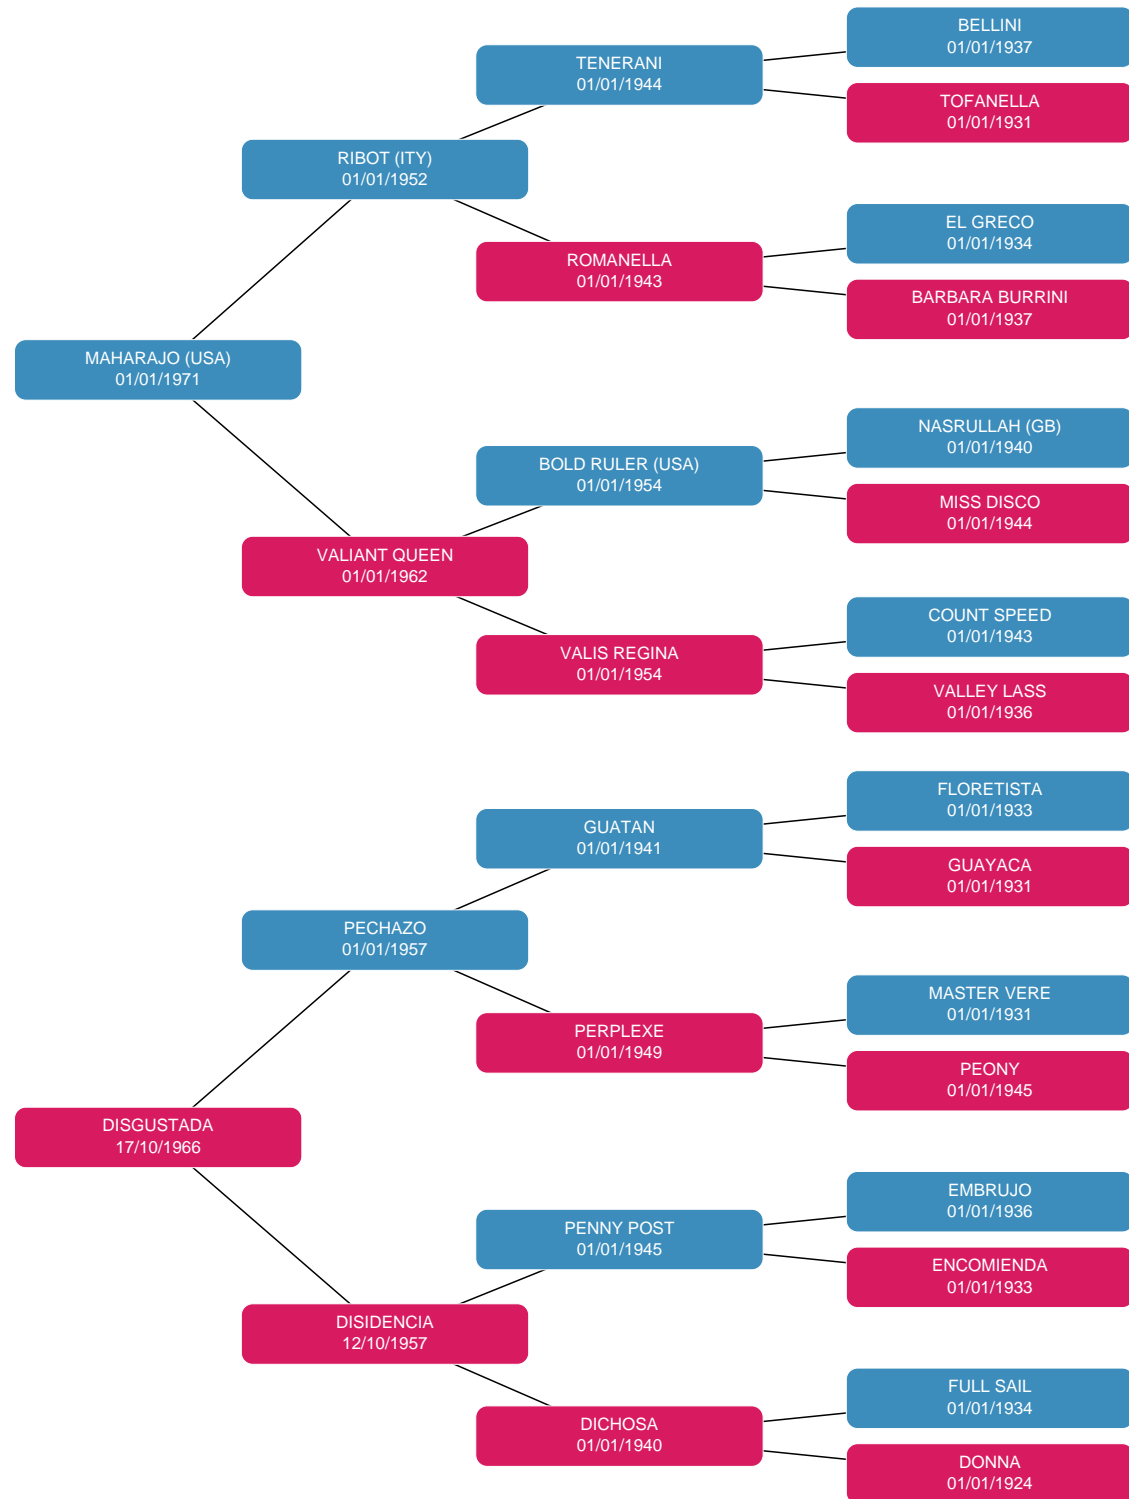 BELLINI
01/01/1937
TENERANI
01/01/1944
TOFANELLA
01/01/1931
RIBOT (ITY)
01/01/1952
EL GRECO
01/01/1934
ROMANELLA
01/01/1943
BARBARA BURRINI
01/01/1937
MAHARAJO (USA)
01/01/1971
NASRULLAH (GB)
01/01/1940
BOLD RULER (USA)
01/01/1954
MISS DISCO
01/01/1944
VALIANT QUEEN
01/01/1962
COUNT SPEED
01/01/1943
VALIS REGINA
01/01/1954
VALLEY LASS
01/01/1936
FLORETISTA
01/01/1933
GUATAN
01/01/1941
GUAYACA
01/01/1931
PECHAZO
01/01/1957
MASTER VERE
01/01/1931
PERPLEXE
01/01/1949
PEONY
01/01/1945
DISGUSTADA
17/10/1966
EMBRUJO
01/01/1936
PENNY POST
01/01/1945
ENCOMIENDA
01/01/1933
DISIDENCIA
12/10/1957
FULL SAIL
01/01/1934
DICHOSA
01/01/1940
DONNA
01/01/1924